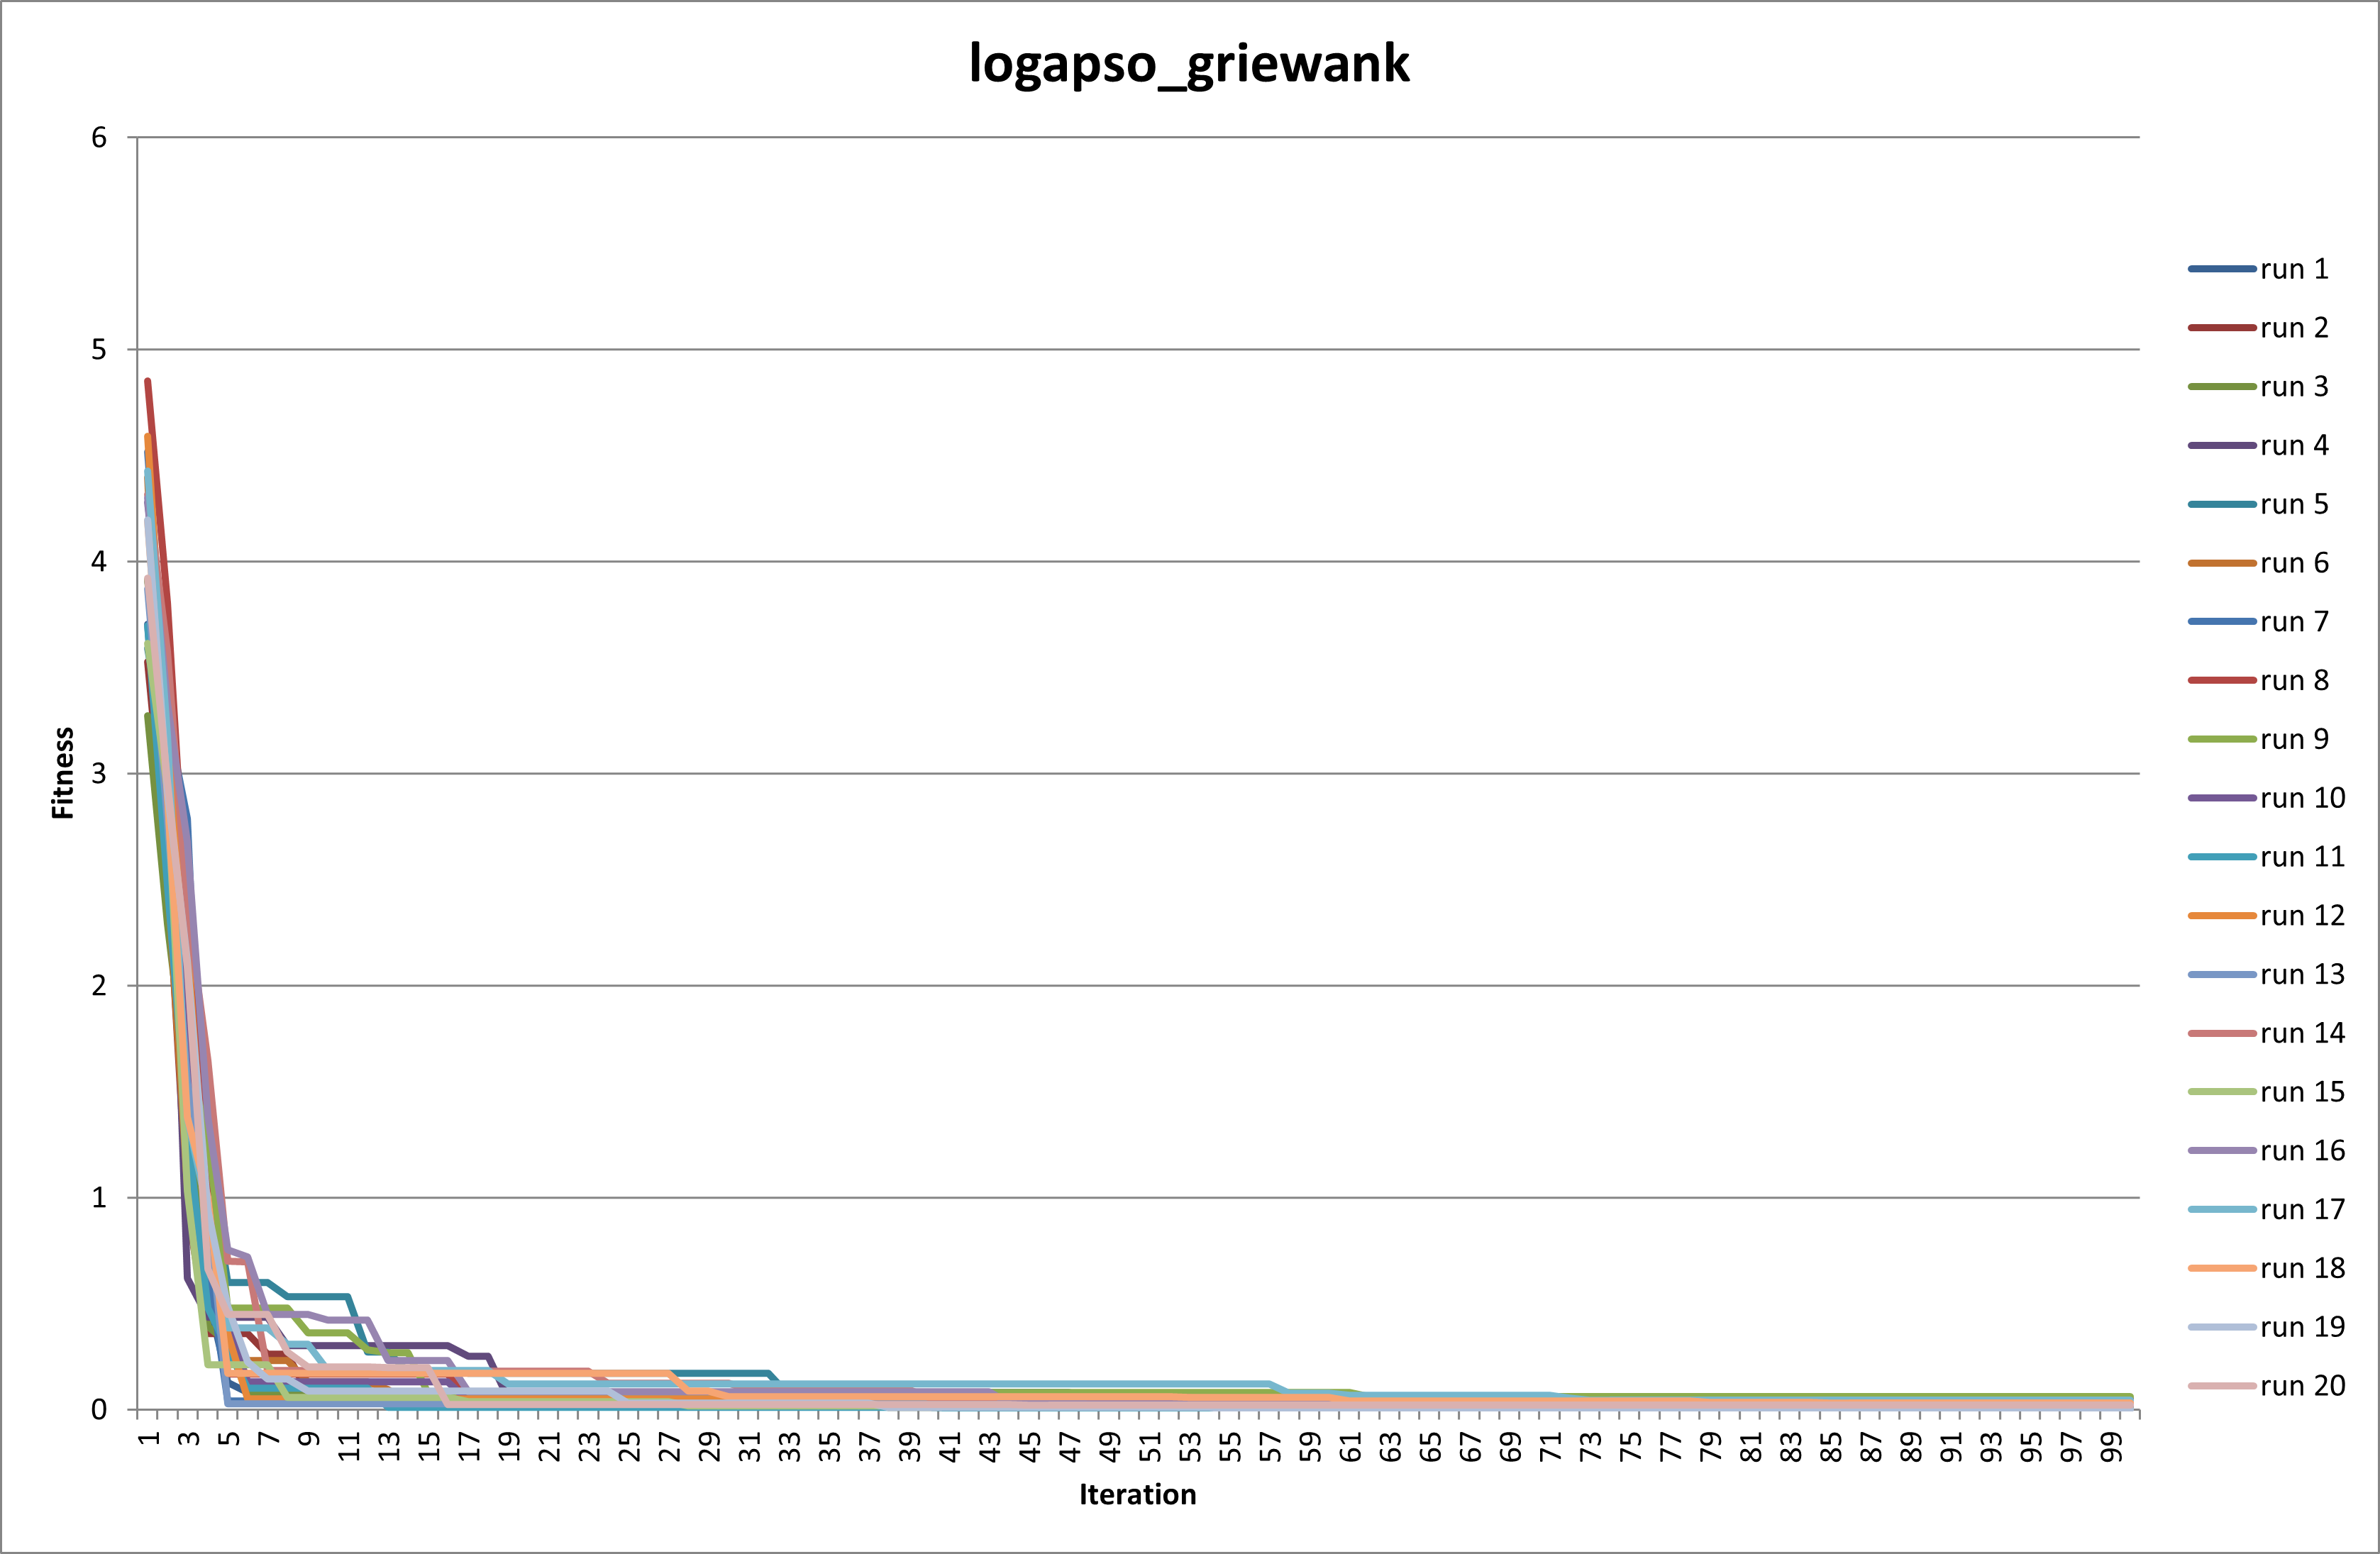 logapso_griewank
6
5
4
3
2
1
0
Fitness
1 3 5 7 9 11 13 15 17 19 21 23 25 27 29 31 33 35 37 39 41 43 45 47 49 51 53 55 57 59 61 63 65 67 69 71 73 75 77 79 81 83 85 87 89 91 93 95 97 99
Iteration
run 1
run 2
run 3
run 4
run 5
run 6
run 7
run 8
run 9
run 10
run 11
run 12
run 13
run 14
run 15
run 16
run 17
run 18
run 19
run 20